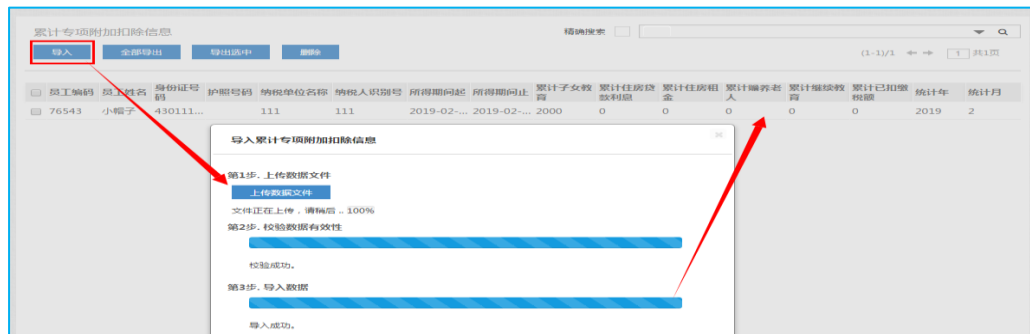 累计专项附加扣除信息
精确搜索
导入 全部导出 导出选中 删除
(1-1)/1 1 共1页
员工编码 员工姓名 身份证号码 护照号码 纳税单位名称 纳税人识别号 所得期间起 所得期间止 累计子女教育 累计住房贷款利息 累计住房租金 累计赡养老人 累计继续教育 累计已扣缴税额 统计年 统计月
76543 小帽子 430111... 111 111 2019-02-... 2019-02-... 2000 0 0 0 0 0 2019 2
导入累计专项附加扣除信息
第1步. 上传数据文件
上传数据文件
文件正在上传，请稍后 .. 100%
第2步. 校验数据有效性
校验成功。
第3步. 导入数据
导入成功。